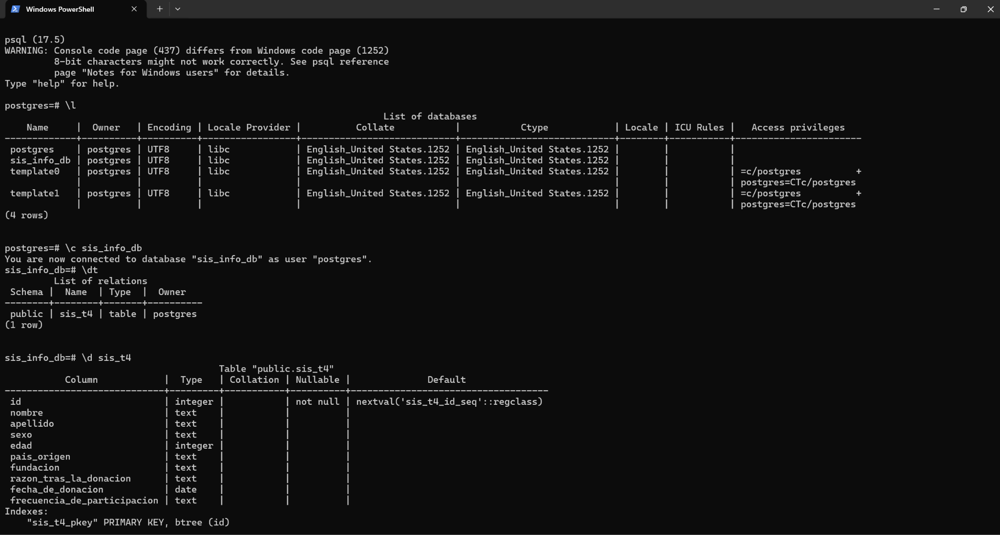 Windows PowerShell
psql (17.5)
WARNING: Console code page (437) differs from Windows code page (1252)
         8-bit characters might not work correctly. See psql reference
         page "Notes for Windows users" for details.
Type "help" for help.

postgres=# \l
                                                                     List of databases
    Name     |  Owner   | Encoding | Locale Provider |          Collate           |           Ctype            | Locale | ICU Rules |   Access privileges
-------------+----------+----------+-----------------+----------------------------+----------------------------+--------+-----------+-----------------------
 postgres    | postgres | UTF8     | libc            | English_United States.1252 | English_United States.1252 |        |           |
 sis_info_db | postgres | UTF8     | libc            | English_United States.1252 | English_United States.1252 |        |           |
 template0   | postgres | UTF8     | libc            | English_United States.1252 | English_United States.1252 |        |           | =c/postgres          +
             |          |          |                 |                            |                            |        |           | postgres=CTc/postgres
 template1   | postgres | UTF8     | libc            | English_United States.1252 | English_United States.1252 |        |           | =c/postgres          +
             |          |          |                 |                            |                            |        |           | postgres=CTc/postgres
(4 rows)

postgres=# \c sis_info_db
You are now connected to database "sis_info_db" as user "postgres".
sis_info_db=# \dt
         List of relations
 Schema |  Name  | Type  |  Owner
--------+--------+-------+----------
 public | sis_t4 | table | postgres
(1 row)

sis_info_db=# \d sis_t4
                                       Table "public.sis_t4"
           Column            |  Type   | Collation | Nullable |              Default
-----------------------------+---------+-----------+----------+------------------------------------
 id                          | integer |           | not null | nextval('sis_t4_id_seq'::regclass)
 nombre                      | text    |           |          |
 apellido                    | text    |           |          |
 sexo                        | text    |           |          |
 edad                        | integer |           |          |
 pais_origen                 | text    |           |          |
 fundacion                   | text    |           |          |
 razon_tras_la_donacion      | text    |           |          |
 fecha_de_donacion           | date    |           |          |
 frecuencia_de_participacion | text    |           |          |
Indexes:
    "sis_t4_pkey" PRIMARY KEY, btree (id)